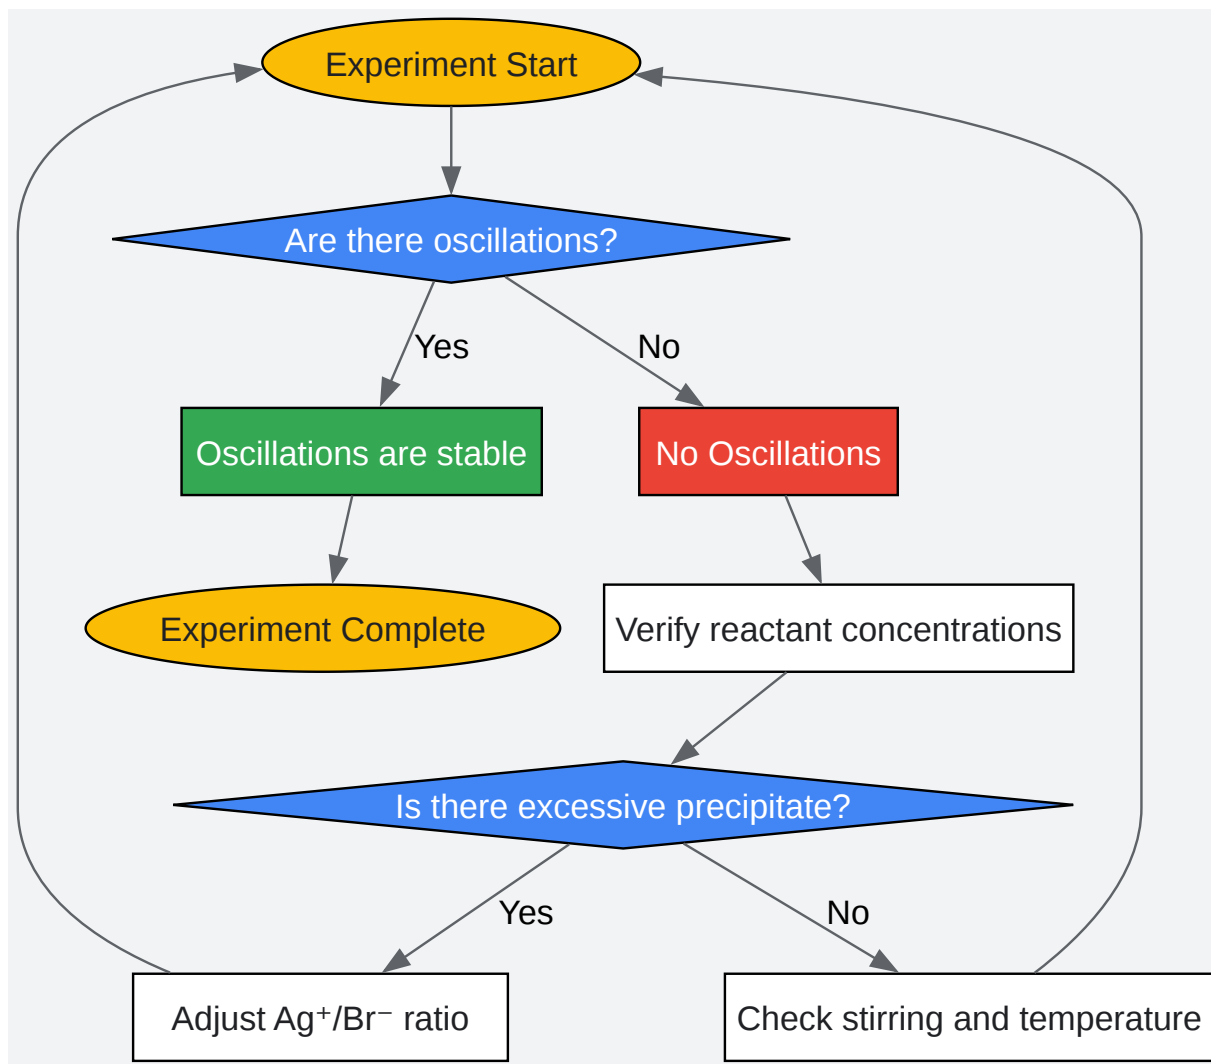 Experiment Start
Are there oscillations?
Yes
No
Oscillations are stable
No Oscillations
Experiment Complete
Verify reactant concentrations
Is there excessive precipitate?
Yes
No
Adjust Ag⁺/Br⁻ ratio
Check stirring and temperature